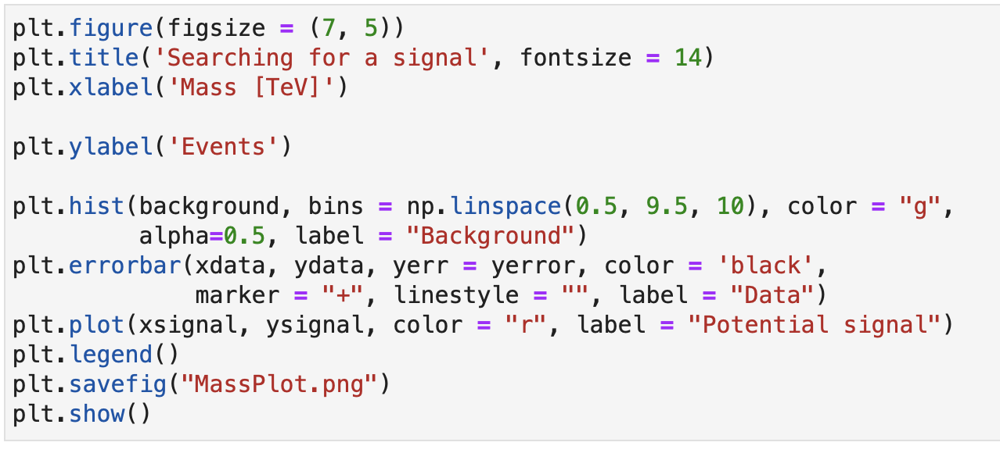 plt.figure(figsize = (7, 5))
plt.title('Searching for a signal', fontsize = 14)
plt.xlabel('Mass [TeV]')

plt.ylabel('Events')

plt.hist(background, bins = np.linspace(0.5, 9.5, 10), color = "g",
         alpha=0.5, label = "Background")
plt.errorbar(xdata, ydata, yerr = yerror, color = 'black',
             marker = "+", linestyle = "", label = "Data")
plt.plot(xsignal, ysignal, color = "r", label = "Potential signal")
plt.legend()
plt.savefig("MassPlot.png")
plt.show()